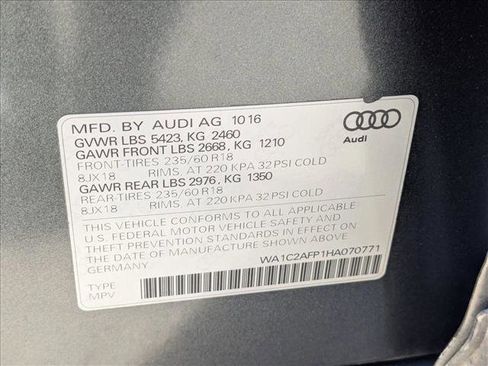 MFD. BY AUDI AG 10 16
GVWR LBS 5423, KG 2460
GAWR FRONT LBS 2668, KG 1210
FRONT-TIRES 235/60 R18
8JX18 RIMS, AT 220 KPA 32 PSI COLD
GAWR REAR LBS 2976, KG 1350
REAR-TIRES 235/60 R18
8JX18 RIMS, AT 220 KPA 32 PSI COLD
THIS VEHICLE CONFORMS TO ALL APPLICABLE
U.S. FEDERAL MOTOR VEHICLE SAFETY AND
THEFT PREVENTION STANDARDS IN EFFECT ON
THE DATE OF MANUFACTURE SHOWN ABOVE.
GERMANY
WA1C2AFP1HA070771
TYPE
MPV
Audi